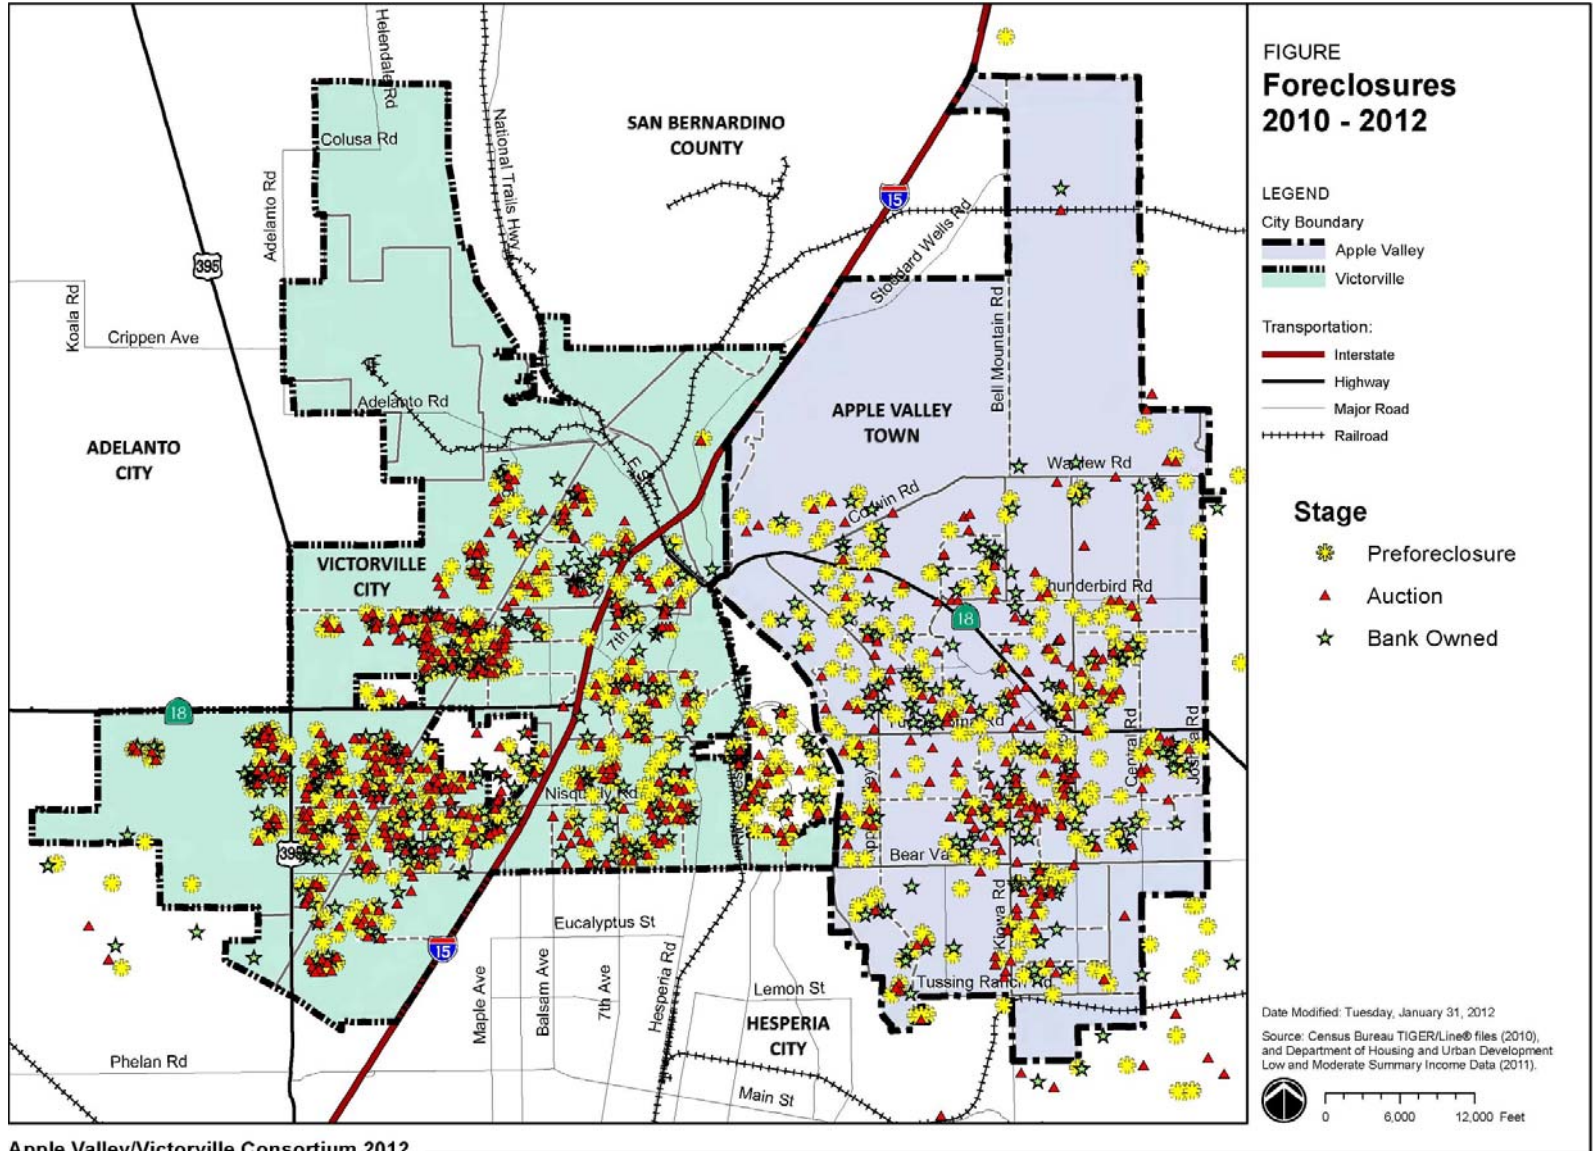 FIGURE
Foreclosures
2010 - 2012
LEGEND
City Boundary
Apple Valley
Victorville
Transportation:
Interstate
Highway
Major Road
Railroad
Stage
Preforeclosure
Auction
Bank Owned
Date Modified: Tuesday, January 31, 2012
Source: Census Bureau TIGER/Line® files (2010),
and Department of Housing and Urban Development
Low and Moderate Summary Income Data (2011).
0 6,000 12,000 Feet
Helendale Rd
Colusa Rd
National Trails Hwy
SAN BERNARDINO
COUNTY
Adelanto Rd
15
395
Stoddard Wells Rd
Koala Rd
Crippen Ave
Bell Mountain Rd
Adelanto Rd
APPLE VALLEY
TOWN
ADELANTO
CITY
Rd
Corwin Rd
VICTORVILLE
CITY
Rd
18
7th
18
Rd
Central Rd
Rd
Rd
395
Bear
Kiowa Rd
Eucalyptus St
15
Maple Ave
Balsam Ave
7th Ave
Hesperia Rd
Tussing
Lemon St
HESPERIA
CITY
Phelan Rd
Main St
Apple Valley/Victorville Consortium 2012